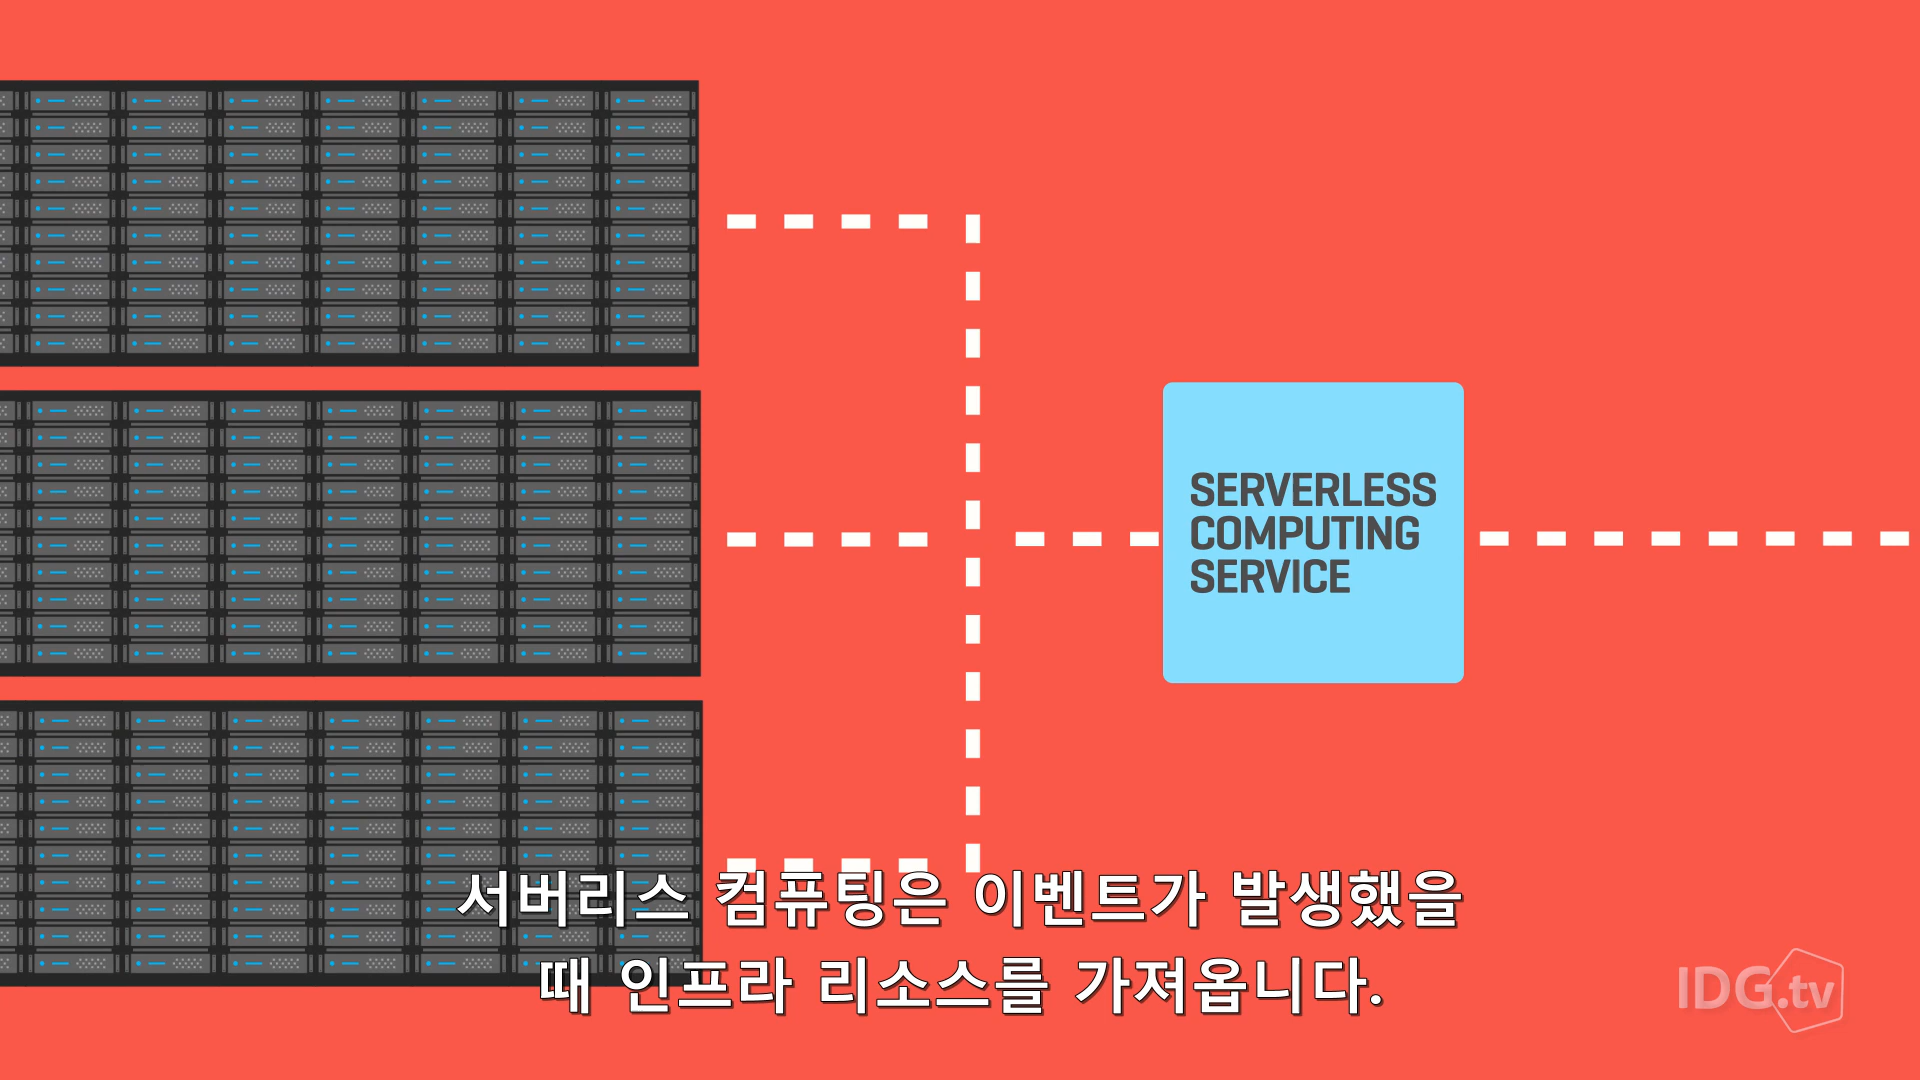 SERVERLESS
COMPUTING
SERVICE
서버리스 컴퓨팅은 이벤트가 발생했을
때 인프라 리소스를 가져옵니다.
IDG.tv